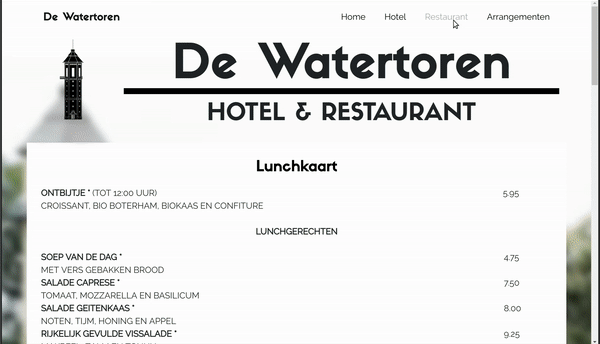 De Watertoren
Home Hotel Restaurant Arrangementen
De Watertoren
HOTEL & RESTAURANT
Lunchkaart
ONTBIJTJE * (TOT 12:00 UUR) 5.95
CROISSANT, BIO BOTERHAM, BIOKAAS EN CONFITURE
LUNCHGERECHTEN
SOEP VAN DE DAG * 4.75
MET VERS GEBAKKEN BROOD
SALADE CAPRESE * 7.50
TOMAAT, MOZZARELLA EN BASILICUM
SALADE GEITENKAAS * 8.00
NOTEN, TIJM, HONING EN APPEL
RIJKELIJK GEVULDE VISSALADE * 9.25